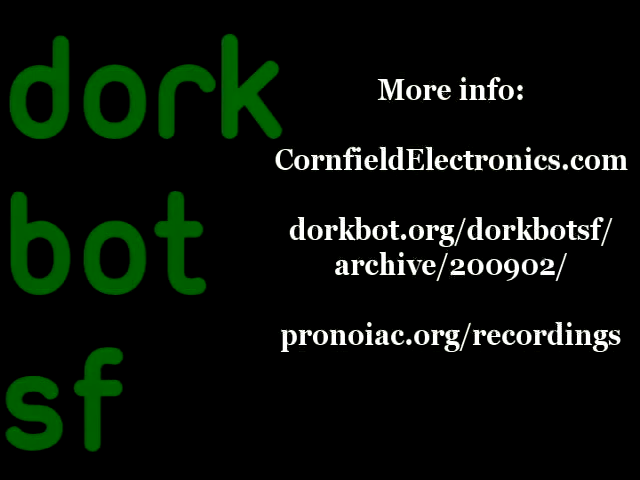 dork
bot
sf
More info:
CornfieldElectronics.com
dorkbot.org/dorkbotsf/
archive/200902/
pronoiac.org/recordings